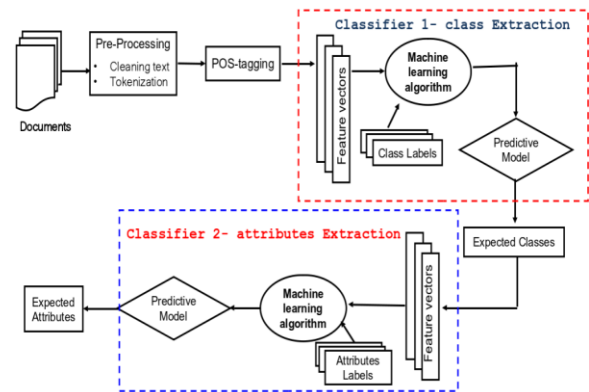 Classifier 1- class Extraction
Pre-Processing
• Cleaning text
• Tokenization
POS-tagging
Documents
Feature vectors
Machine
learning
algorithm
Class Labels
Predictive
Model
Expected Classes
Classifier 2- attributes Extraction
Feature vectors
Machine
learning
algorithm
Attributes
Labels
Predictive
Model
Expected
Attributes